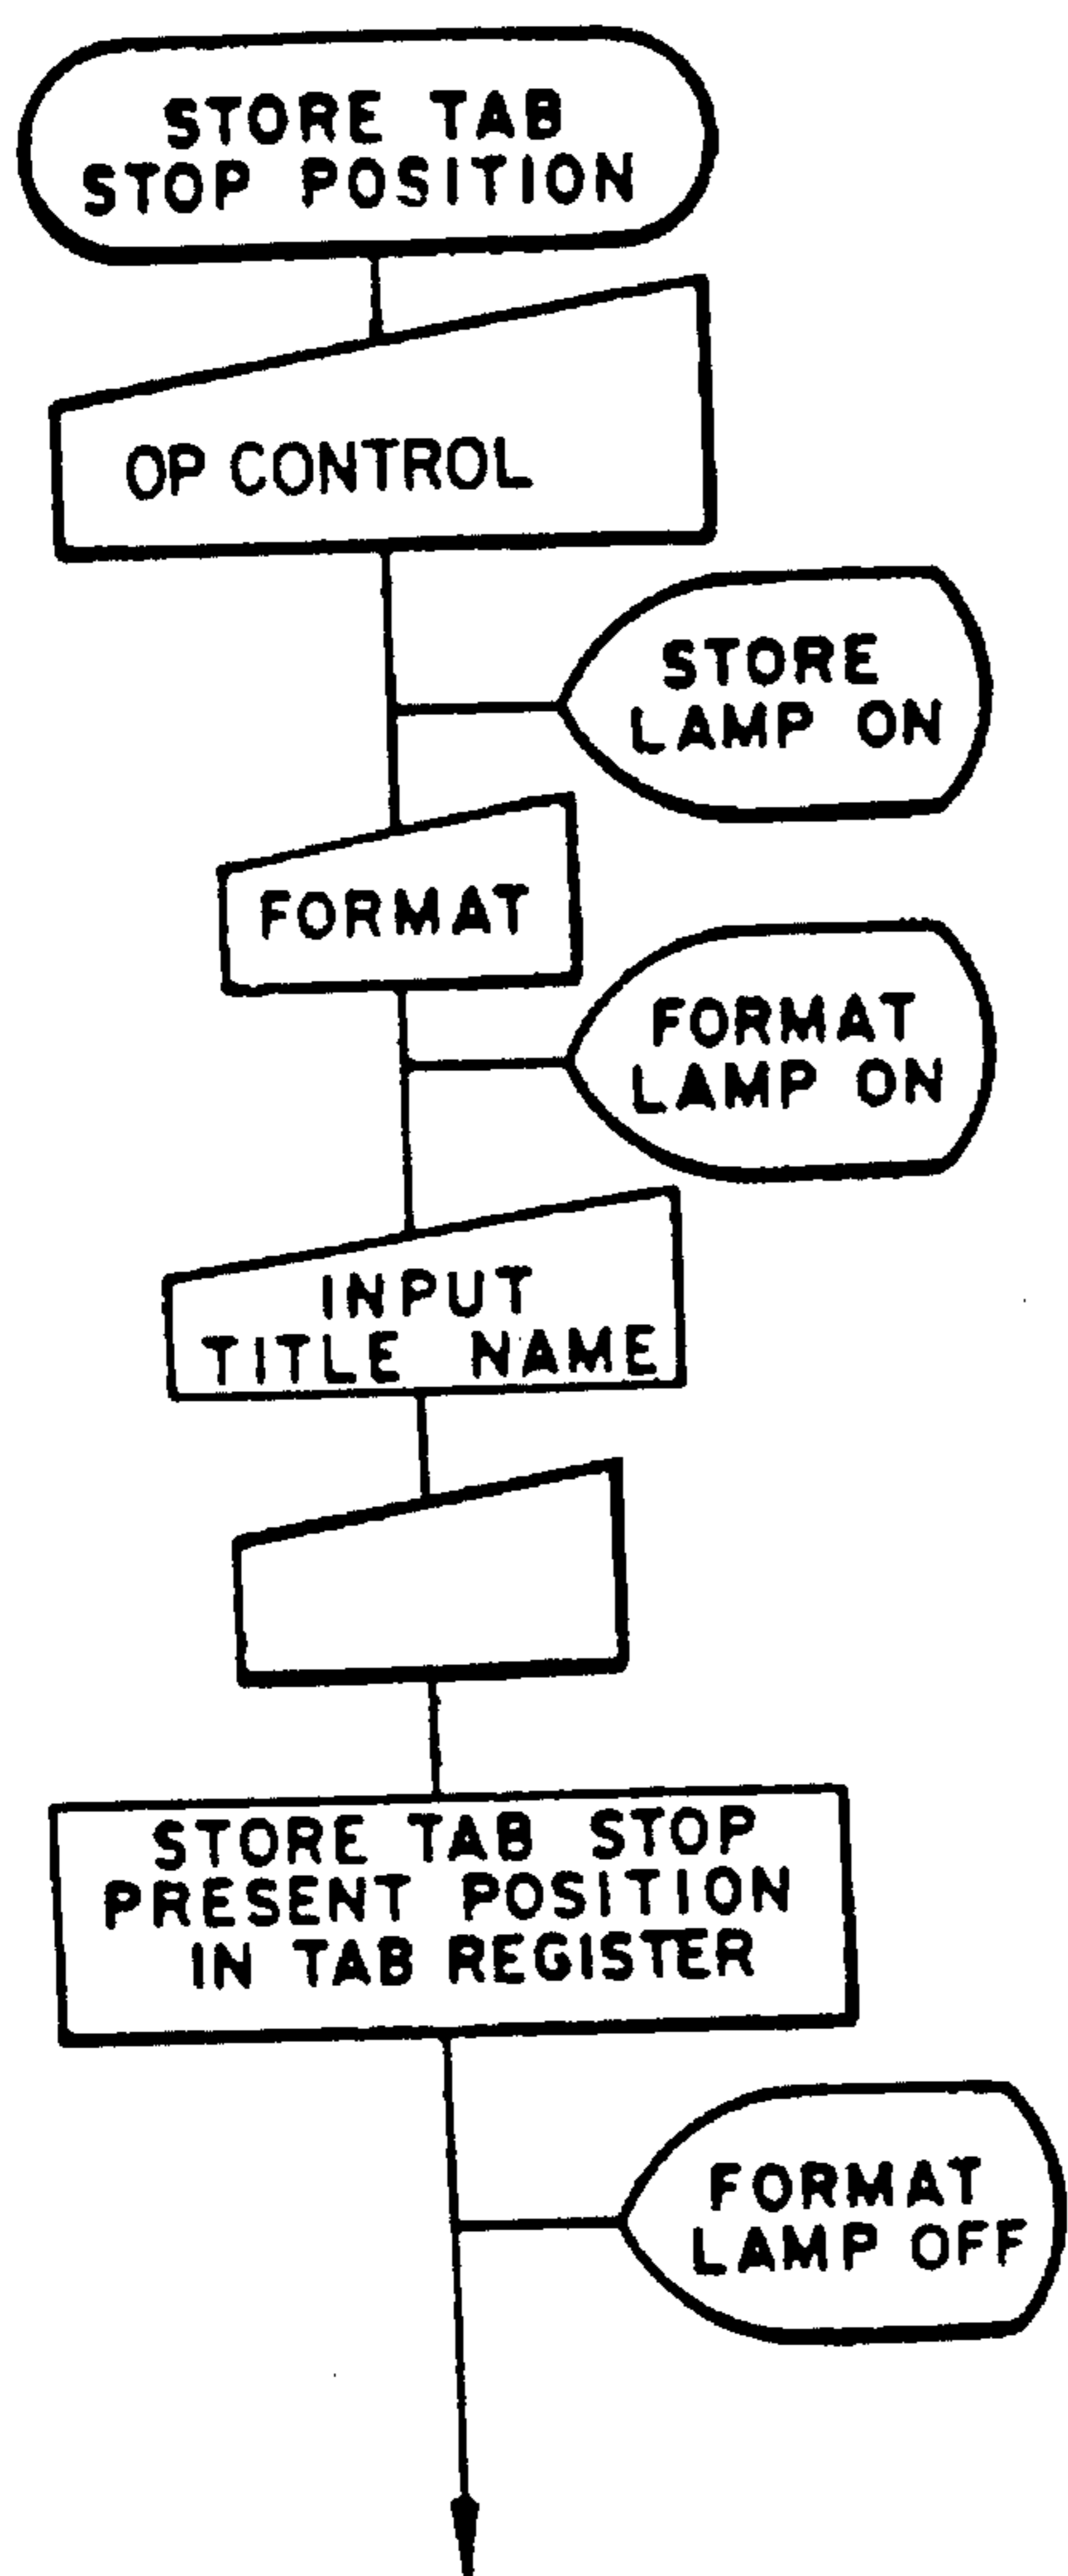 STORE TAB
STOP POSITION
OP CONTROL
STORE
LAMP ON
FORMAT
FORMAT
LAMP ON
INPUT
TITLE NAME
STORE TAB STOP
PRESENT POSITION
IN TAB REGISTER
FORMAT
LAMP OFF